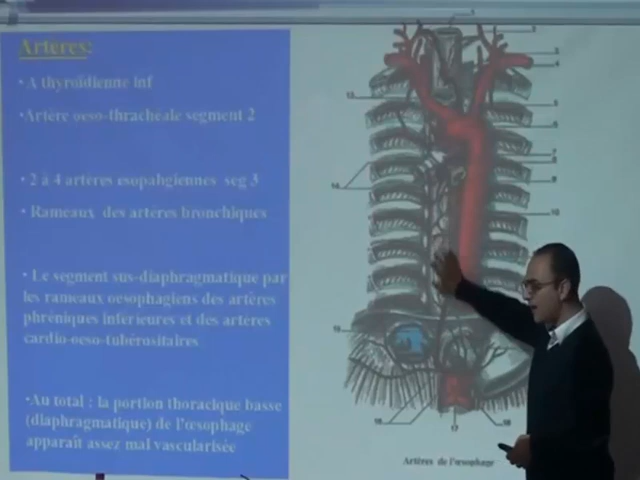 Artères:
• A thyroïdienne inf
• Artère oeso-thrachéale segment 2
• 2 à 4 artères esopahgiennes seg 3
• Rameaux des artères bronchiques
• Le segment sus-diaphragmatique par
les rameaux oesophagiens des artères
phréniques inférieures et des artères
cardio-oeso-tubérositaires
•Au total : la portion thoracique basse
(diaphragmatique) de l'œsophage
apparaît assez mal vascularisée
Artères de l'œsophage